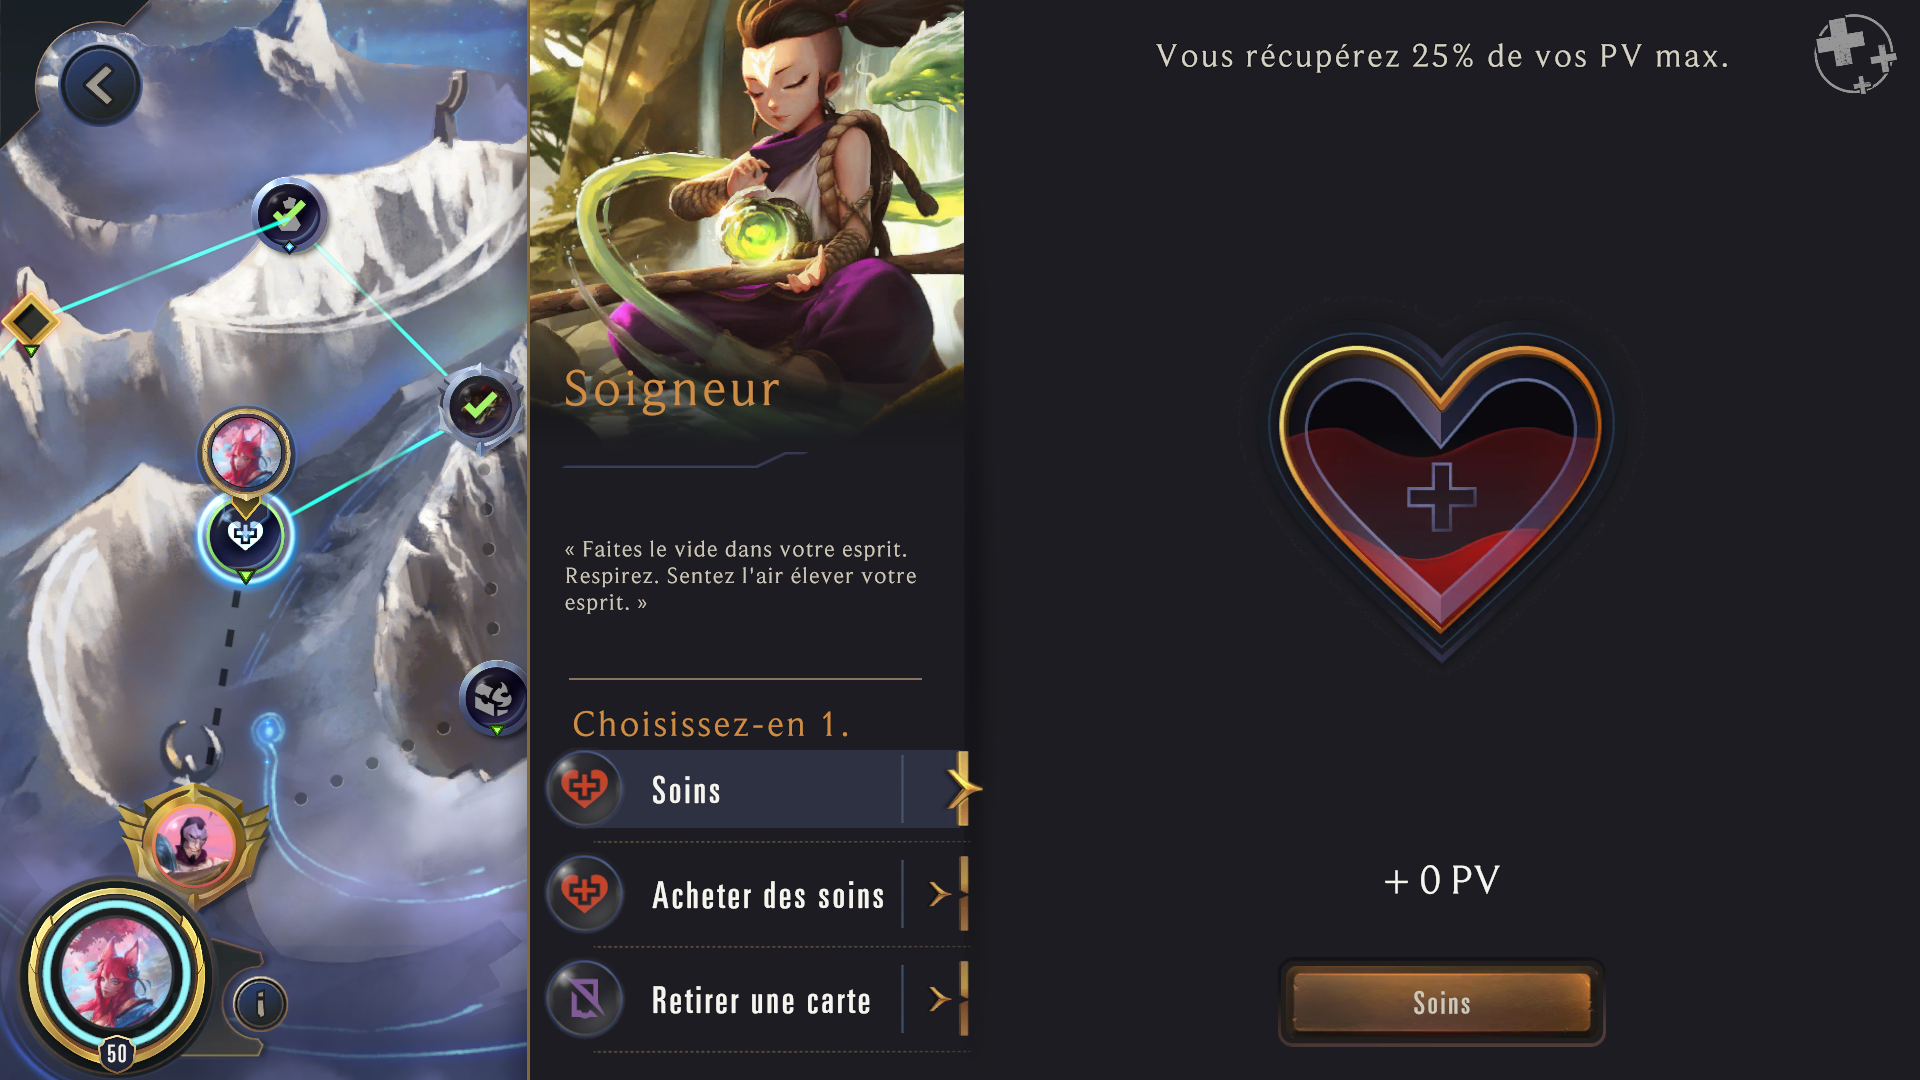 Vous récupérez 25% de vos PV max.
Soigneur
« Faites le vide dans votre esprit.
Respirez. Sentez l'air élever votre
esprit. »
Choisissez-en 1.
Soins
Acheter des soins
Retirer une carte
+ 0 PV
Soins
50
i